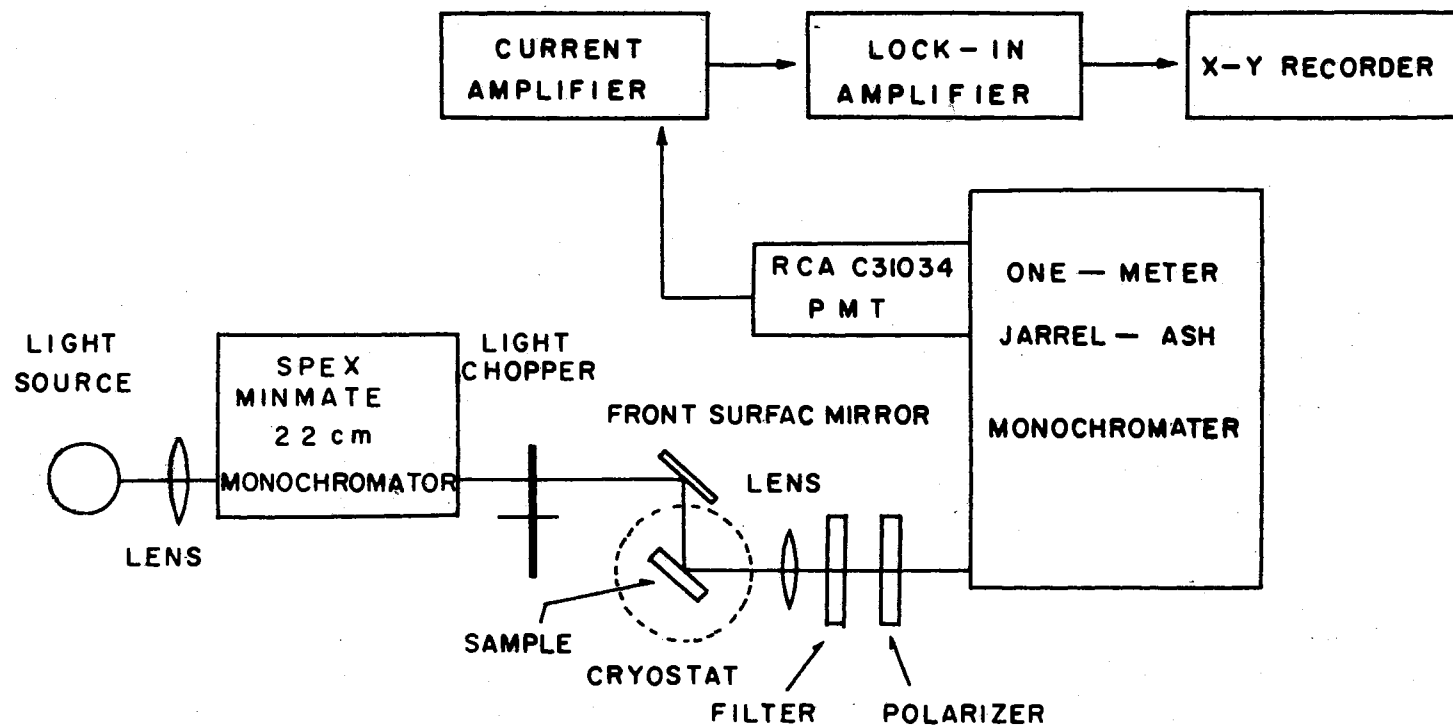 CURRENT
AMPLIFIER
LOCK-IN
AMPLIFIER
X-Y RECORDER
RCA C31034
PMT
ONE-METER
JARREL-ASH
MONOCHROMATER
LIGHT
SOURCE
SPEX
MINMATE
22 cm
MONOCHROMATOR
LIGHT
CHOPPER
FRONT SURFAC MIRROR
LENS
LENS
SAMPLE
CRYOSTAT
FILTER
POLARIZER